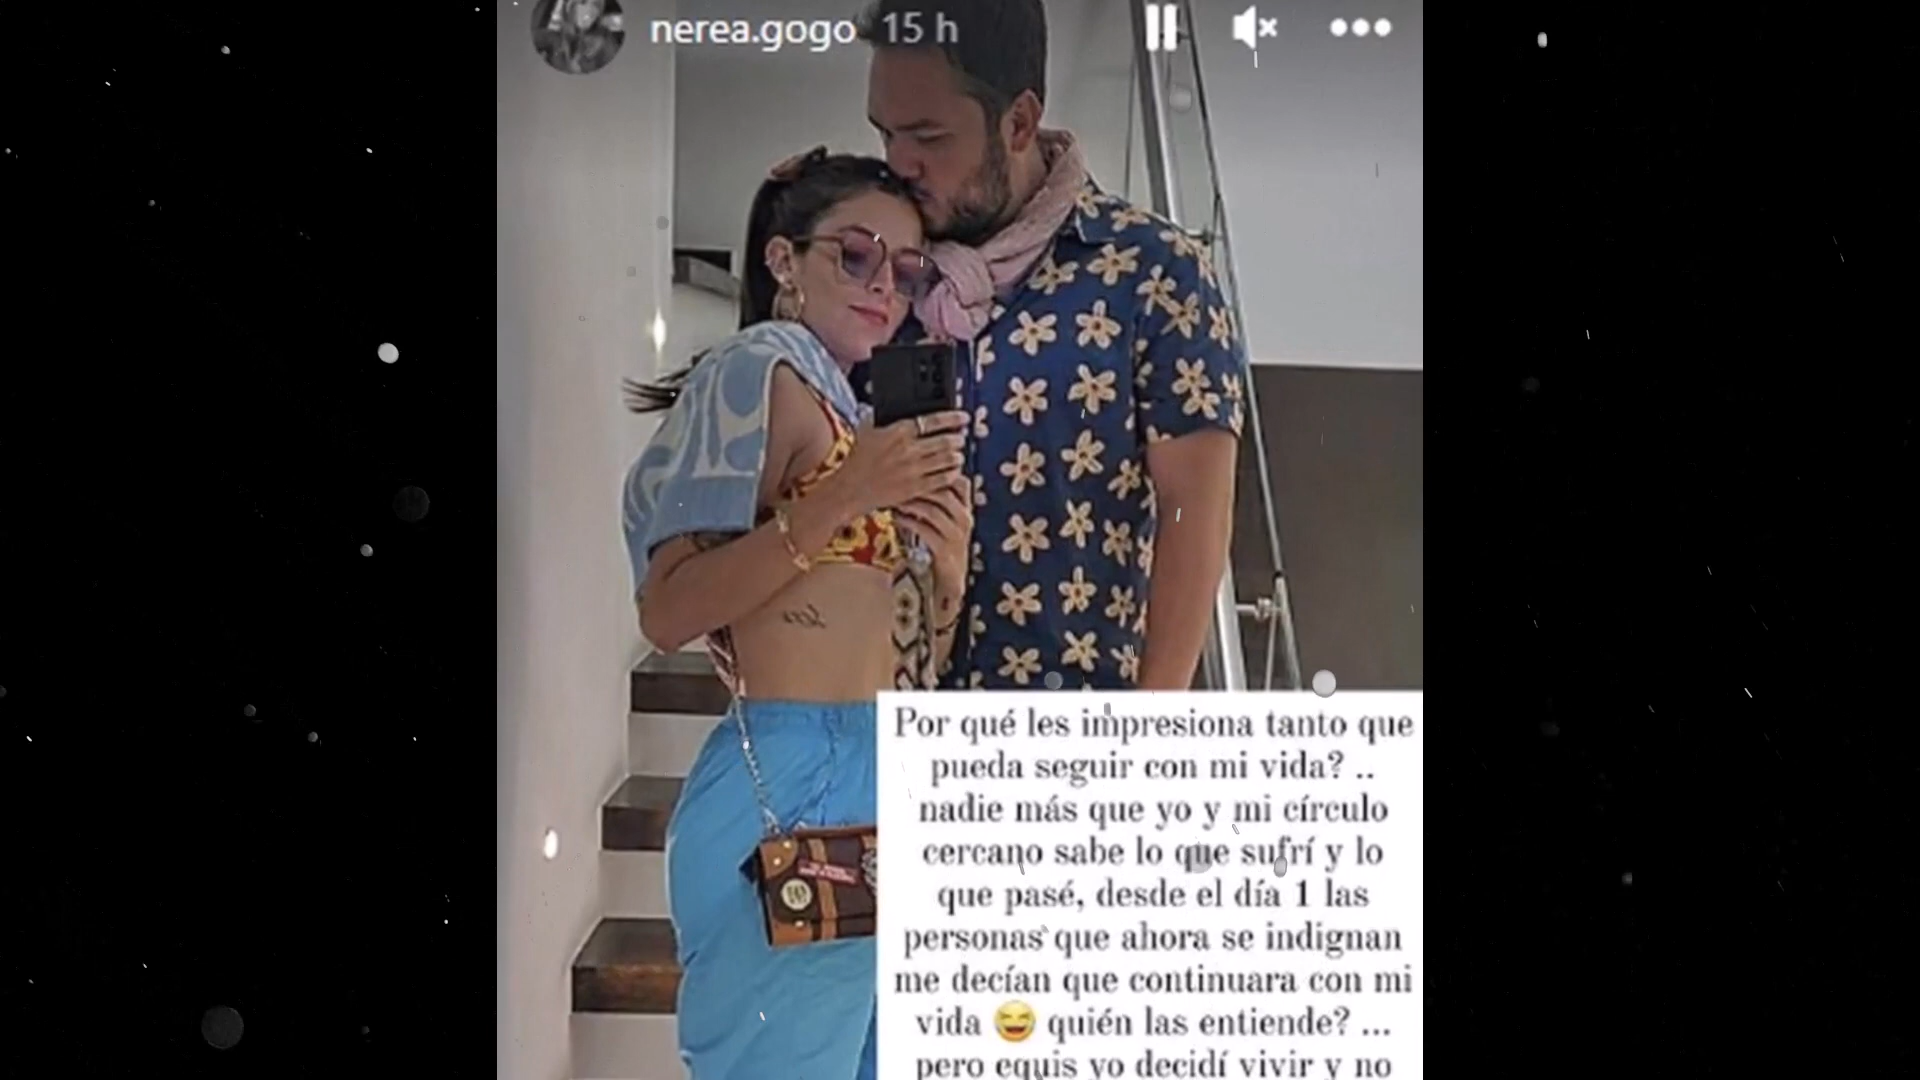 nerea.gogo 15 h
Por qué les impresiona tanto que
pueda seguir con mi vida? ..
nadie más que yo y mi círculo
cercano sabe lo que sufrí y lo
que pasé, desde el día 1 las
personas que ahora se indignan
me decían que continuara con mi
vida 😆 quién las entiende? ...
pero equis yo decidí vivir y no